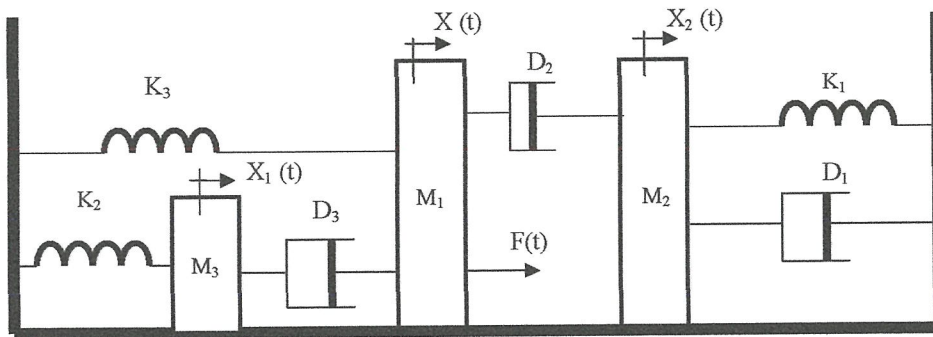 X (t)
X₂ (t)
D₂
K₃
K₁
X₁ (t)
K₂
D₃
M₁
M₂
D₁
F(t)
M₃